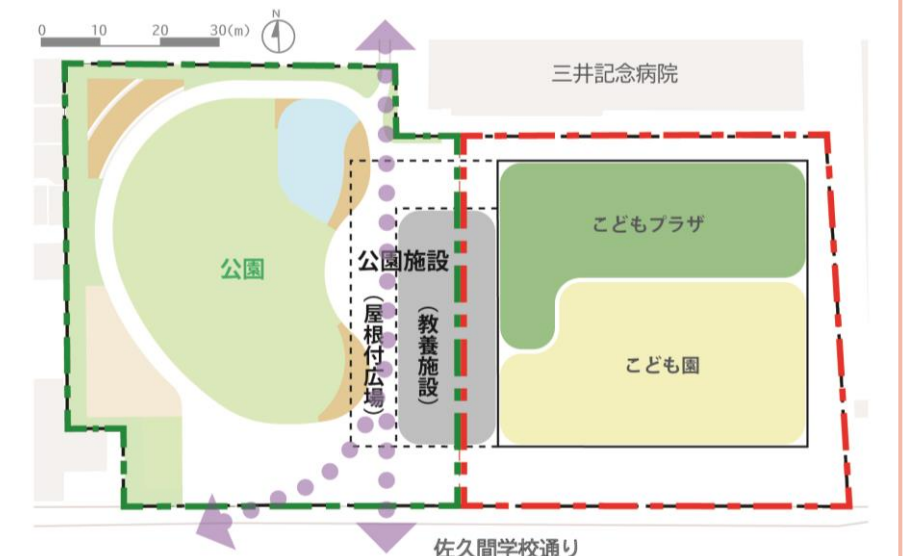 0 10 20 30(m)
N
三井記念病院
こどもプラザ
公園
公園施設
（屋根付広場）
（教養施設）
こども園
佐久間学校通り